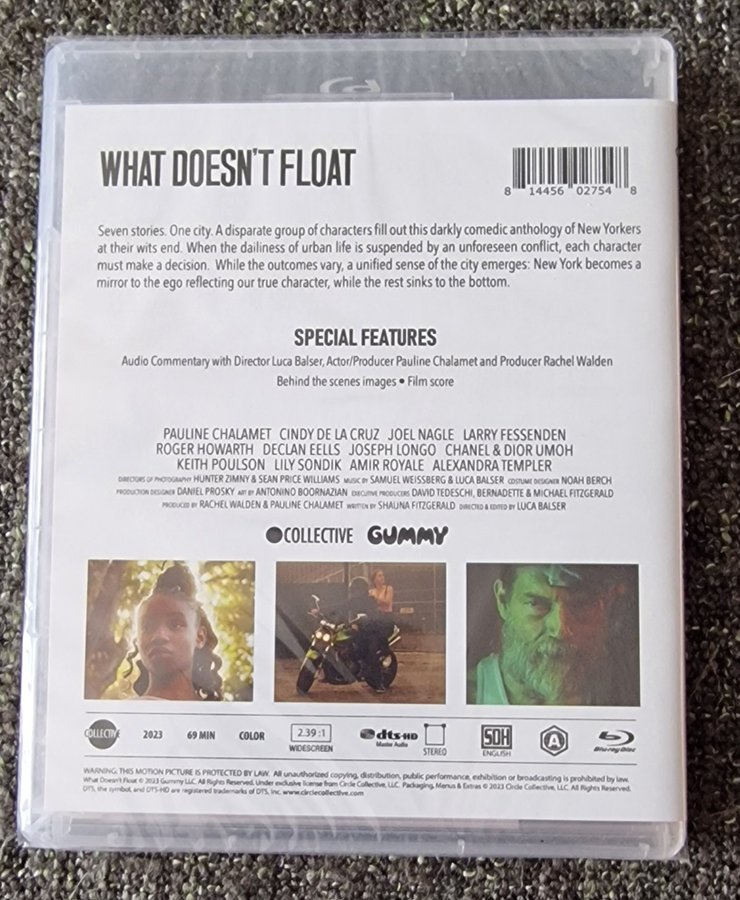 WHAT DOESN'T FLOAT
8 14456 02754 8
Seven stories. One city. A disparate group of characters fill out this darkly comedic anthology of New Yorkers
at their wits end. When the dailiness of urban life is suspended by an unforeseen conflict, each character
must make a decision. While the outcomes vary, a unified sense of the city emerges: New York becomes a
mirror to the ego reflecting our true character, while the rest sinks to the bottom.
SPECIAL FEATURES
Audio Commentary with Director Luca Balser, Actor/Producer Pauline Chalamet and Producer Rachel Walden
Behind the scenes images • Film score
PAULINE CHALAMET CINDY DE LA CRUZ JOEL NAGLE LARRY FESSENDEN
ROGER HOWARTH DECLAN EELLS JOSEPH LONGO CHANEL & DIOR UMOH
KEITH POULSON LILY SONDIK AMIR ROYALE ALEXANDRA TEMPLER
DIRECTORS OF PHOTOGRAPHY HUNTER ZIMNY & SEAN PRICE WILLIAMS MUSIC BY SAMUEL WEISSBERG & LUCA BALSER COSTUME DESIGNER NOAH BERCH
PRODUCTION DESIGNER DANIEL PROSKY ART BY ANTONINO BOORNAZIAN EXECUTIVE PRODUCERS DAVID TEDESCHI, BERNADETTE & MICHAEL FITZGERALD
PRODUCED BY RACHEL WALDEN & PAULINE CHALAMET WRITTEN BY SHAUNA FITZGERALD DIRECTED & EDITED BY LUCA BALSER
COLLECTIVE GUMMY
COLLECTIVE 2023 69 MIN COLOR 2.39:1 WIDESCREEN dts-HD Master Audio STEREO SDH ENGLISH A Blu-ray Disc
WARNING: THIS MOTION PICTURE IS PROTECTED BY LAW. All unauthorized copying, distribution, public performance, exhibition or broadcasting is prohibited by law.
What Doesn't Float © 2023 Gummy LLC, All Rights Reserved. Under exclusive license from Circle Collective, LLC. Packaging, Menus & Extras © 2023 Circle Collective, LLC, All Rights Reserved.
DTS, the symbol, and DTS-HD are registered trademarks of DTS, Inc. www.circlecollective.com